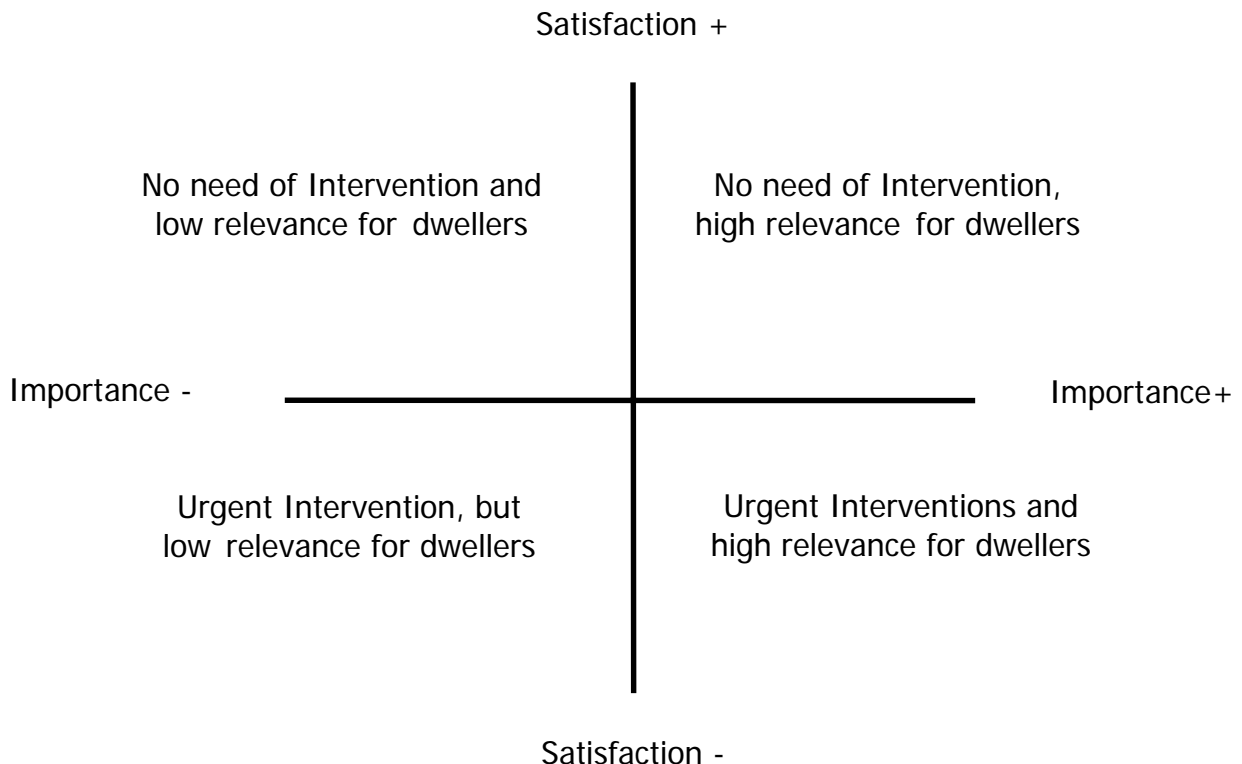 Satisfaction +
No need of Intervention and
low relevance for dwellers
No need of Intervention,
high relevance for dwellers
Importance -
Importance+
Urgent Intervention, but
low relevance for dwellers
Urgent Interventions and
high relevance for dwellers
Satisfaction -